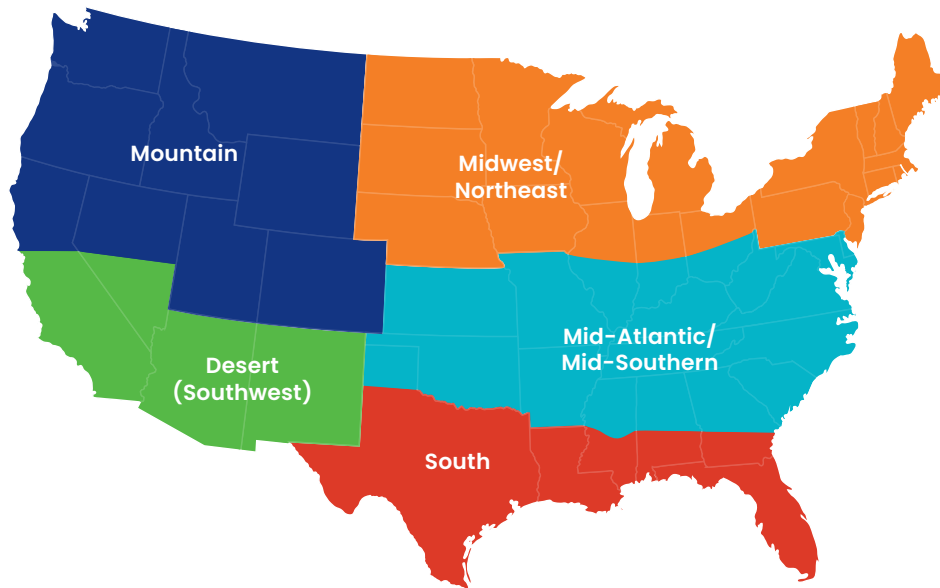 Mountain
Midwest/
Northeast
Mid-Atlantic/
Mid-Southern
Desert
(Southwest)
South